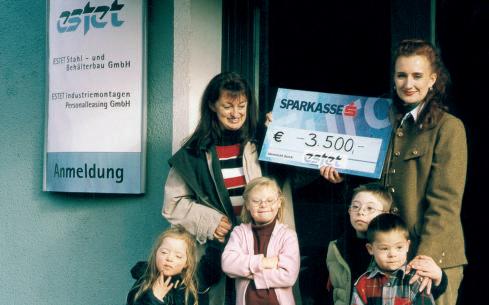 estet
ESTET Stahl - und
Behälterbau GmbH
ESTET Industriemontagen
Personalleasing GmbH
Anmeldung
SPARKASSE S
€ —3.500,—
estet